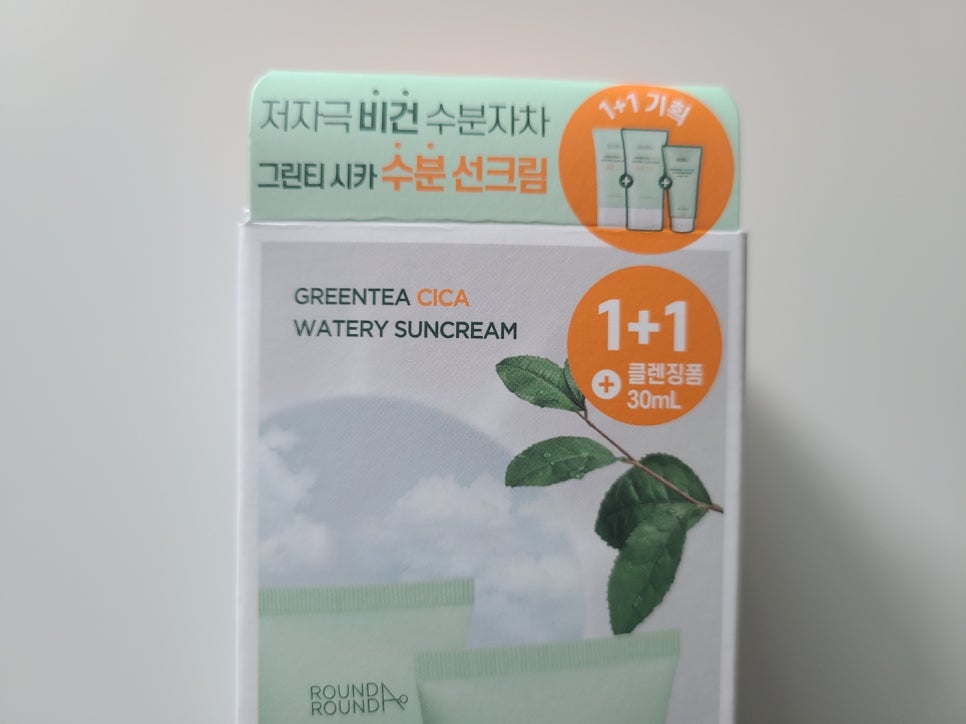 저자극 비건 수분자차
그린티 시카 수분 선크림
1+1 기획
GREENTEA CICA
WATERY SUNCREAM
1+1
+ 클렌징폼
30mL
ROUND A
ROUND